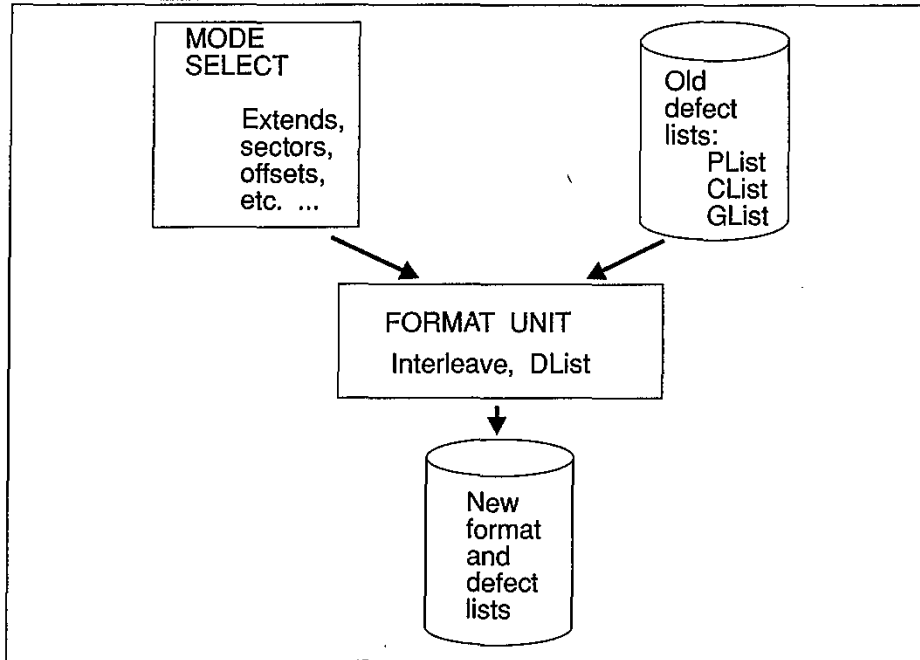 MODE
SELECT
Extends,
sectors,
offsets,
etc. ...
Old
defect
lists:
PList
CList
GList
FORMAT UNIT
Interleave, DList
New
format
and
defect
lists